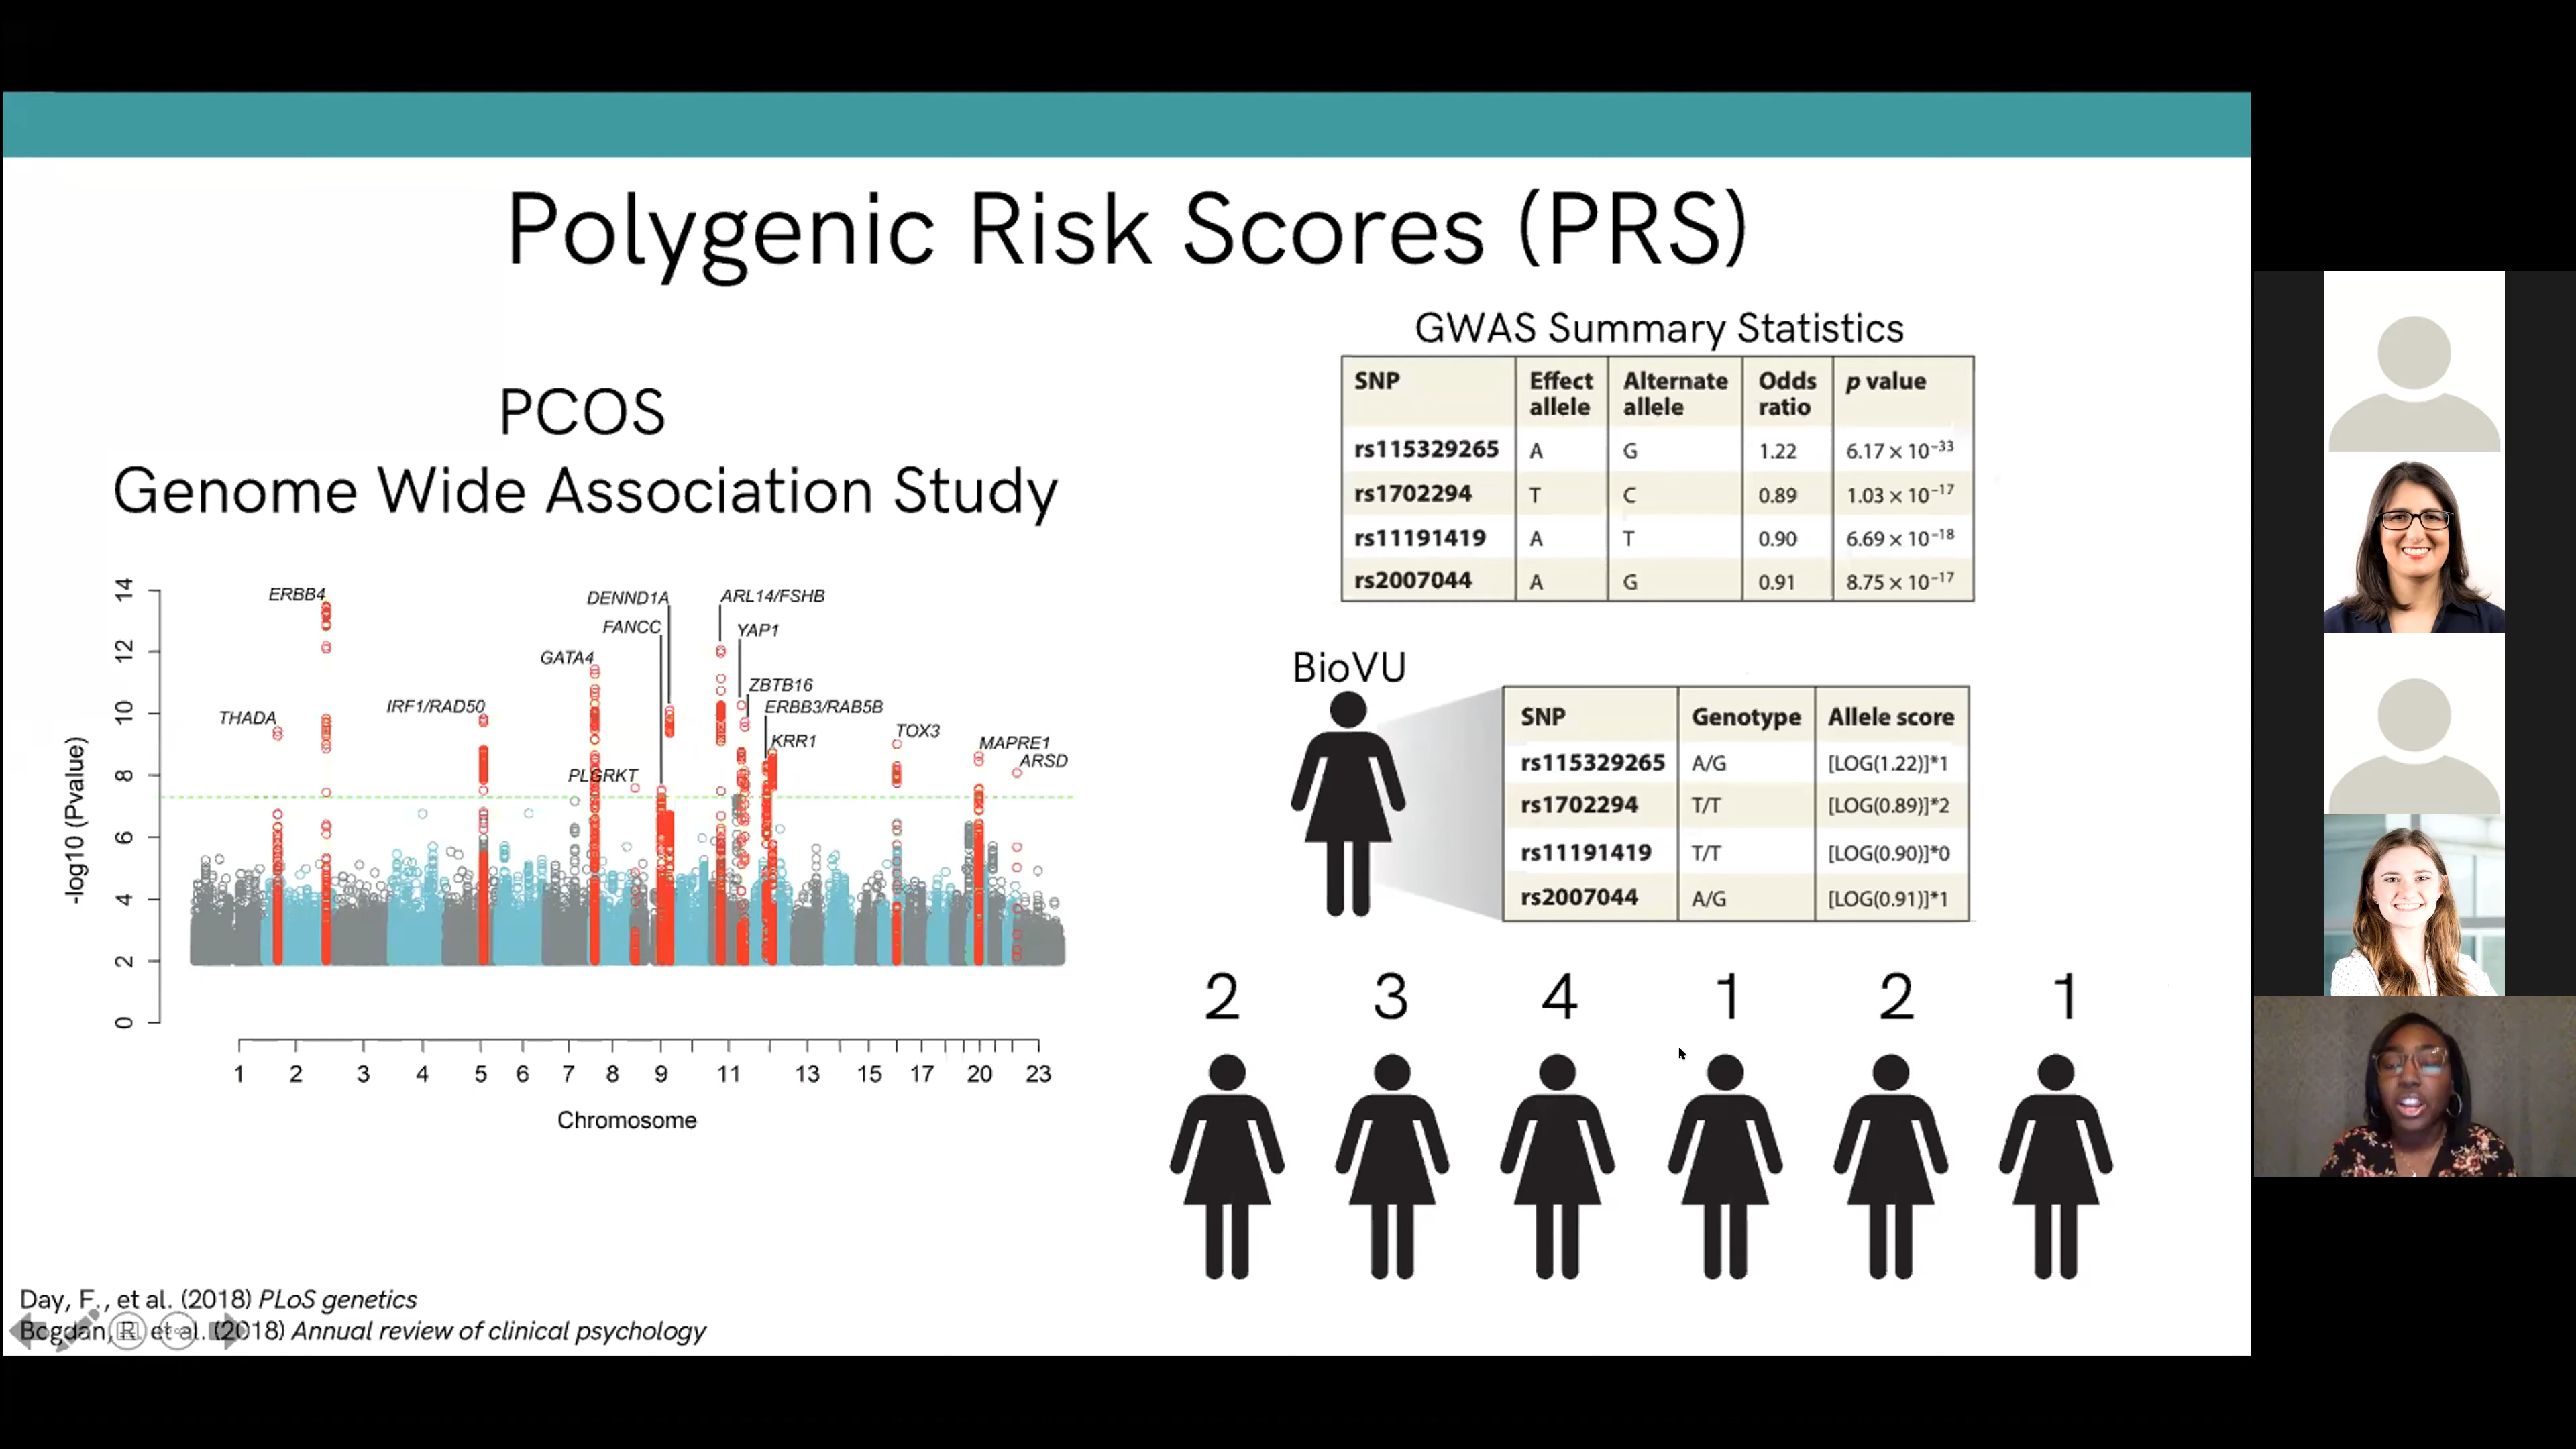 Polygenic Risk Scores (PRS)
PCOS
Genome Wide Association Study
14
12
10
8
6
4
2
0
-log10 (Pvalue)
THADA
ERBB4
IRF1/RAD50
GATA4
PLGRKT
DENND1A
FANCC
ARL14/FSHB
YAP1
ZBTB16
ERBB3/RAB5B
KRR1
TOX3
MAPRE1
ARSD
1 2 3 4 5 6 7 8 9 11 13 15 17 20 23
Chromosome
GWAS Summary Statistics
SNP Effect allele Alternate allele Odds ratio p value
rs115329265 A G 1.22 6.17 × 10⁻³³
rs1702294 T C 0.89 1.03 × 10⁻¹⁷
rs11191419 A T 0.90 6.69 × 10⁻¹⁸
rs2007044 A G 0.91 8.75 × 10⁻¹⁷
BioVU
SNP Genotype Allele score
rs115329265 A/G [LOG(1.22)]*1
rs1702294 T/T [LOG(0.89)]*2
rs11191419 T/T [LOG(0.90)]*0
rs2007044 A/G [LOG(0.91)]*1
2 3 4 1 2 1
Day, F., et al. (2018) PLoS genetics
Bogdan, R. et al. (2018) Annual review of clinical psychology